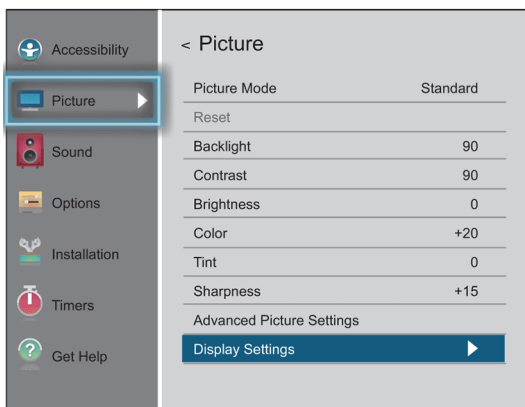 Accessibility
Picture
Sound
Options
Installation
Timers
Get Help
< Picture
Picture Mode Standard
Reset
Backlight 90
Contrast 90
Brightness 0
Color +20
Tint 0
Sharpness +15
Advanced Picture Settings
Display Settings